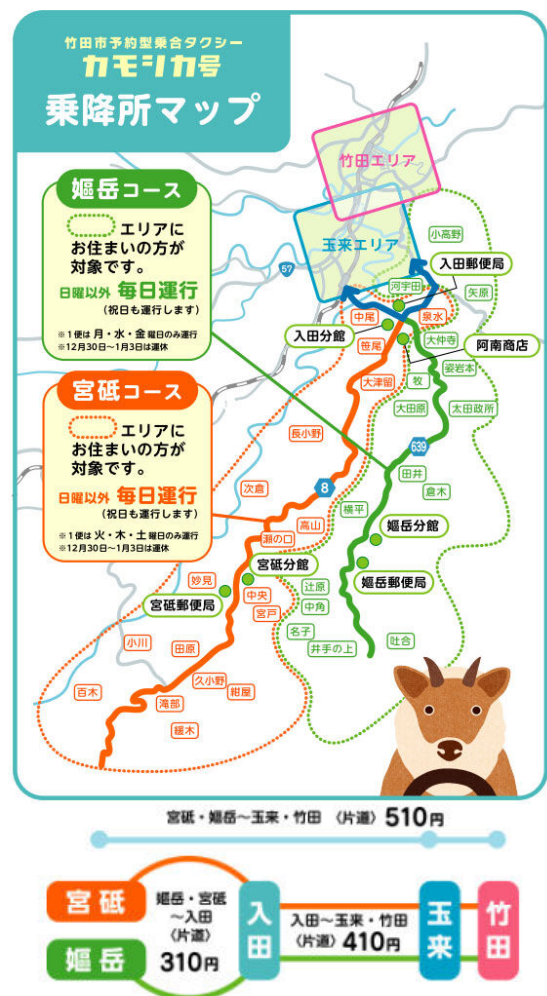 竹田市予約型乗合タクシー
カモシカ号
乗降所マップ
竹田エリア
玉来エリア
嫗岳コース
エリアに
お住まいの方が
対象です。
日曜以外 毎日運行
(祝日も運行します)
※1便は 月・水・金 曜日のみ運行
※12月30日〜1月3日は運休
宮砥コース
エリアに
お住まいの方が
対象です。
日曜以外 毎日運行
(祝日も運行します)
※1便は 火・木・土 曜日のみ運行
※12月30日〜1月3日は運休
57
小高野
入田郵便局
河宇田
矢原
中尾
泉水
入田分館
笹尾
大仲寺
阿南商店
姿岩本
大津留
牧
大田原
太田政所
長小野
639
田井
倉木
8
次倉
横平
高山
瀬の口
嫗岳分館
宮砥分館
嫗岳郵便局
妙見
宮砥郵便局
中央
辻原
宮戸
中角
名子
小川
田原
井手の上
吐合
久小野
百木
紺屋
滝部
緩木
宮砥・嫗岳〜玉来・竹田 〈片道〉 510円
宮砥
嫗岳
嫗岳・宮砥
〜入田
〈片道〉
310円
入田
入田〜玉来・竹田
〈片道〉 410円
玉来
竹田